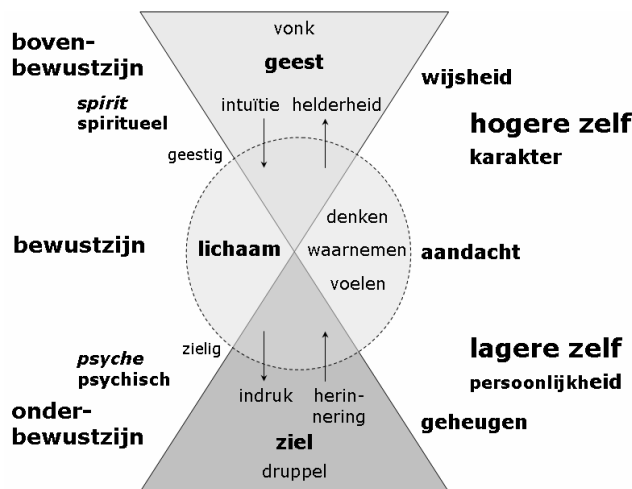 vonk
boven-
bewustzijn
geest
wijsheid
spirit
spiritueel
intuïtie helderheid
hogere zelf
karakter
geestig
denken
bewustzijn
lichaam
waarnemen
aandacht
voelen
zielig
psyche
psychisch
lagere zelf
persoonlijkheid
indruk
herin-
nering
onder-
bewustzijn
geheugen
ziel
druppel